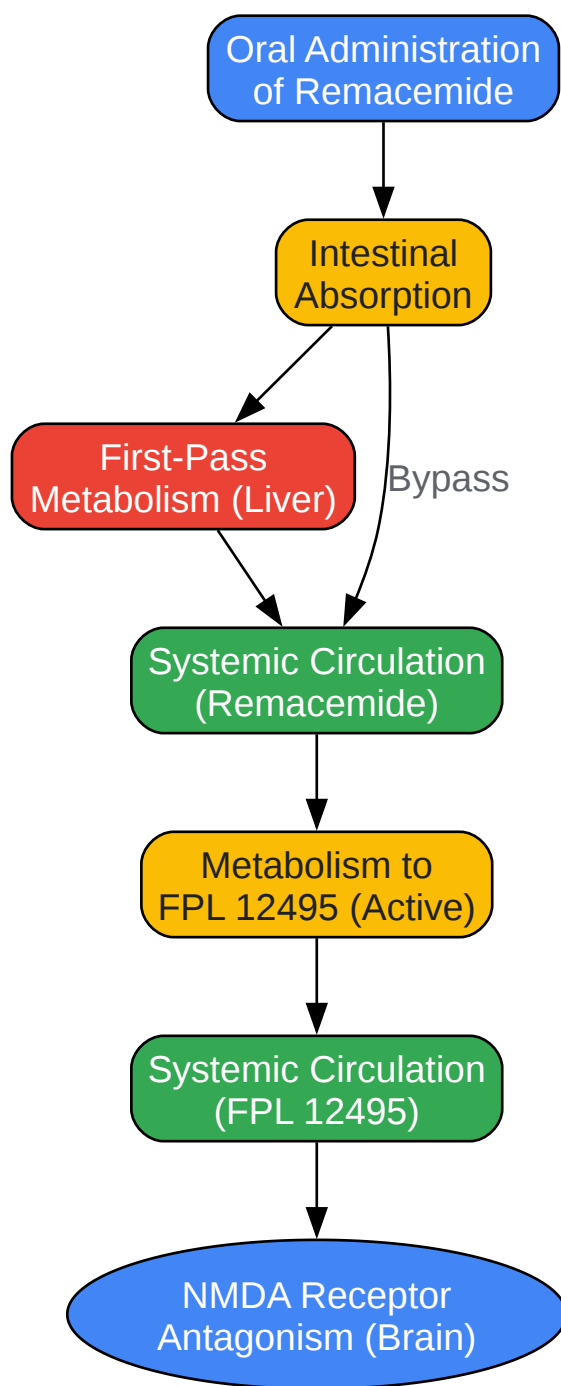 Oral Administration
of Remacemide
Intestinal
Absorption
First-Pass
Metabolism (Liver)
Bypass
Systemic Circulation
(Remacemide)
Metabolism to
FPL 12495 (Active)
Systemic Circulation
(FPL 12495)
NMDA Receptor
Antagonism (Brain)